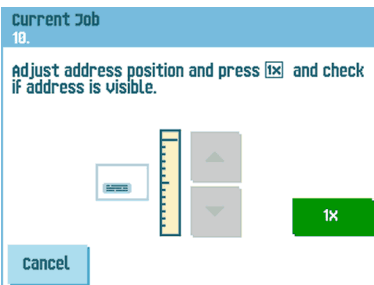 Current Job
10.
Adjust address position and press 1x and check
if address is visible.
1X
Cancel